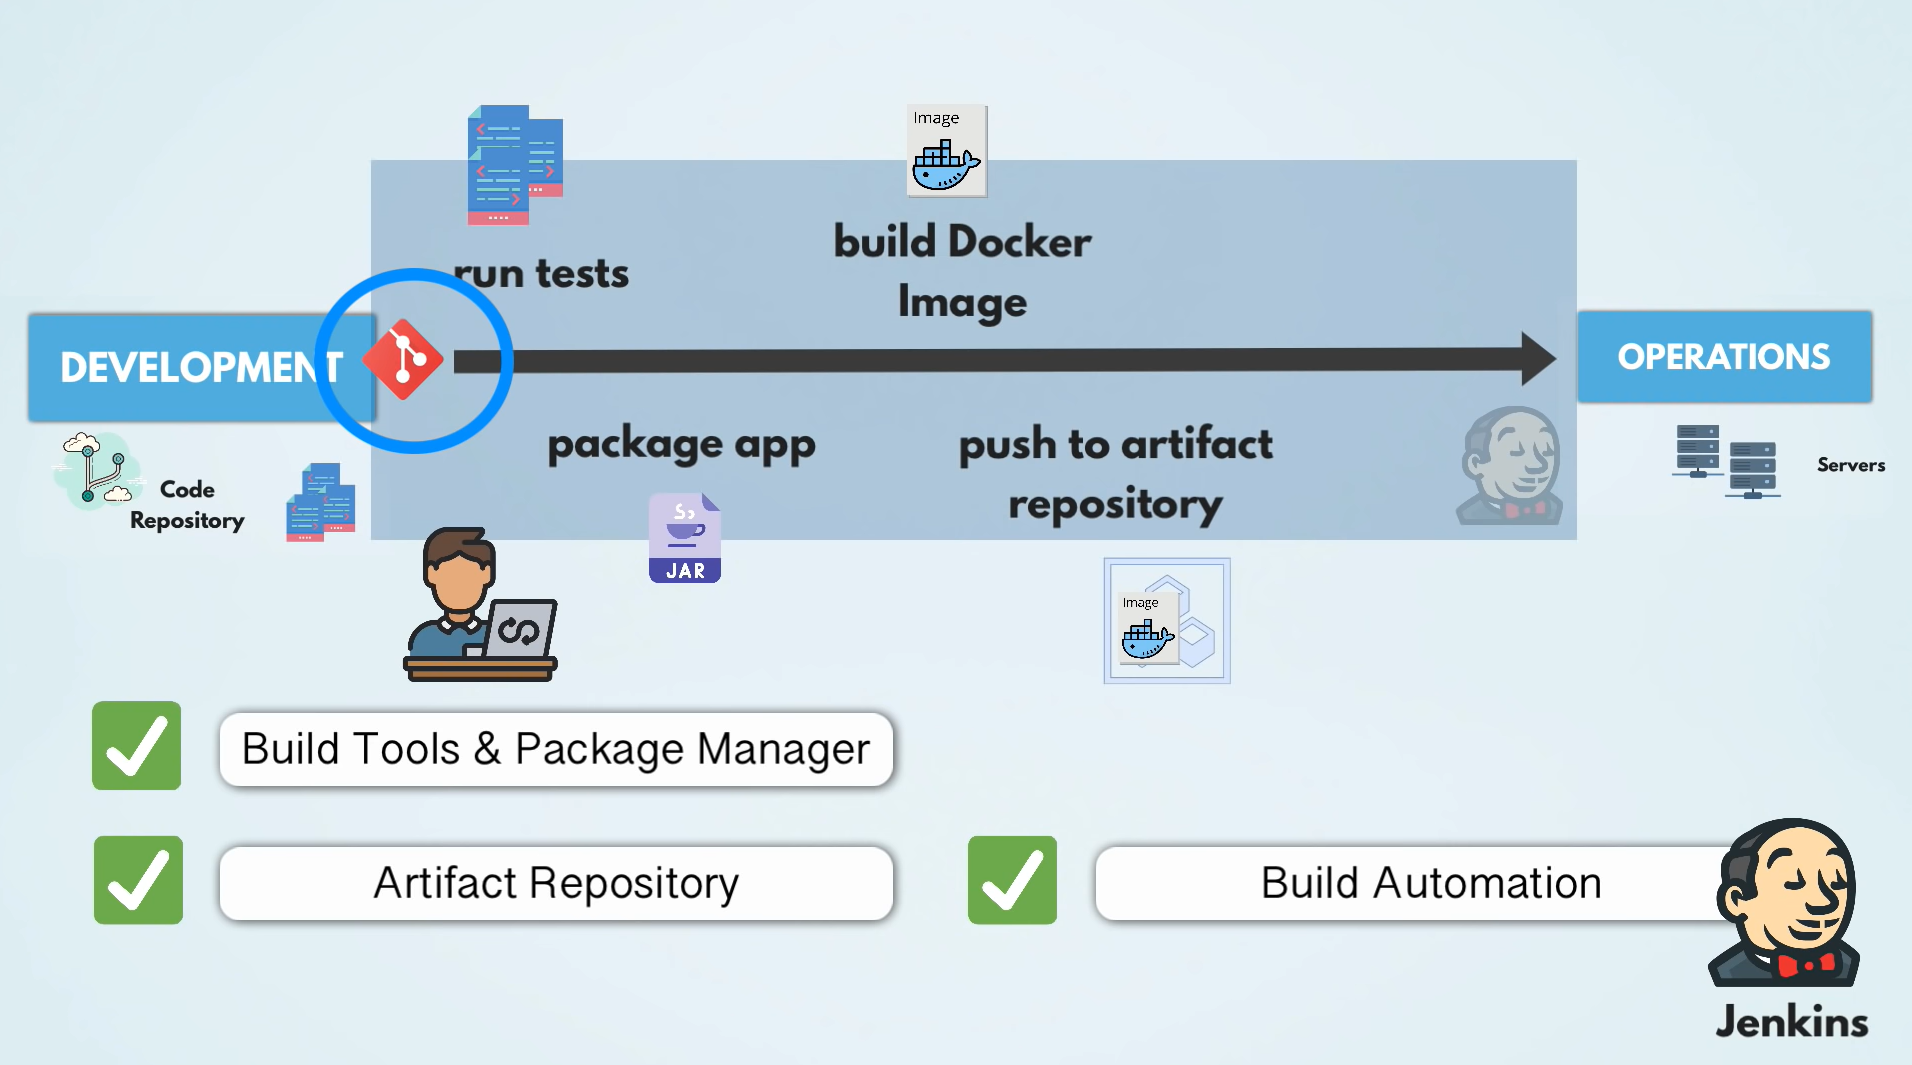 Image
build Docker
Image
run tests
DEVELOPMENT
OPERATIONS
package app
push to artifact
repository
Code
Repository
Servers
JAR
Image
Build Tools & Package Manager
Artifact Repository
Build Automation
Jenkins